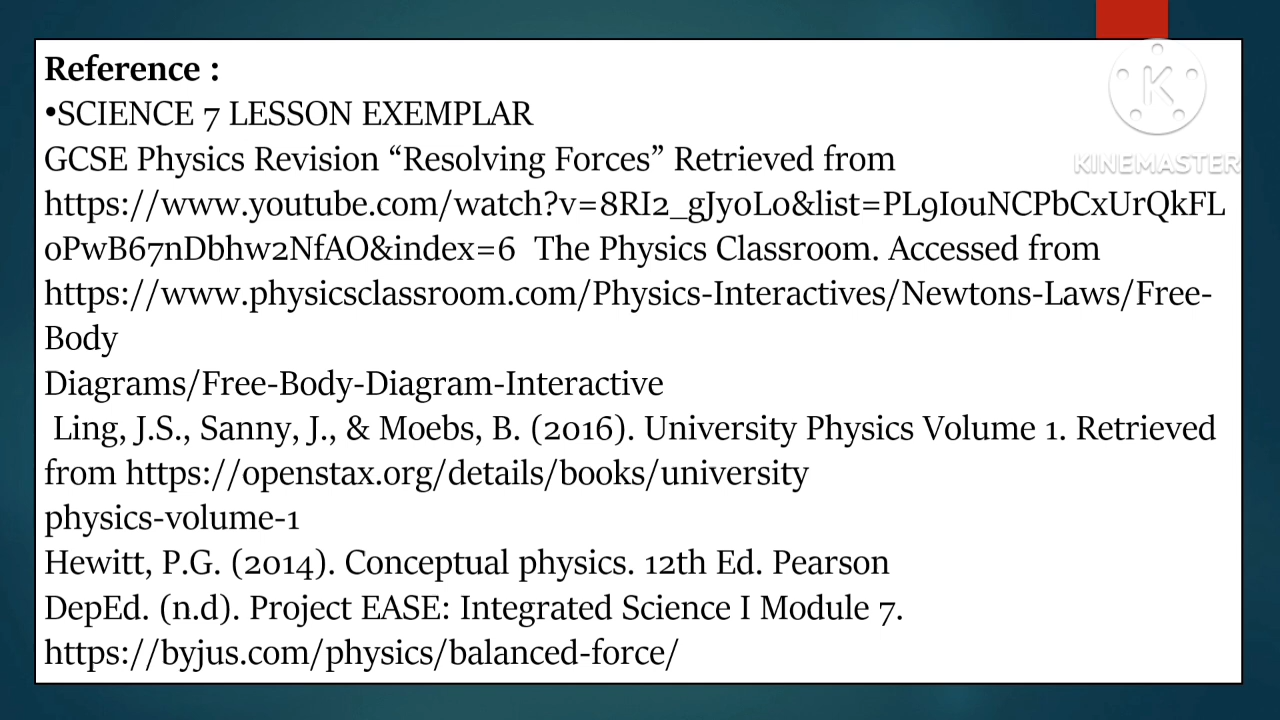 Reference :
•SCIENCE 7 LESSON EXEMPLAR
GCSE Physics Revision “Resolving Forces” Retrieved from
https://www.youtube.com/watch?v=8RI2_gJyoLo&list=PL9IouNCPbCxUrQkFL
oPwB67nDbhw2NfAO&index=6  The Physics Classroom. Accessed from
https://www.physicsclassroom.com/Physics-Interactives/Newtons-Laws/Free-
Body
Diagrams/Free-Body-Diagram-Interactive
Ling, J.S., Sanny, J., & Moebs, B. (2016). University Physics Volume 1. Retrieved
from https://openstax.org/details/books/university
physics-volume-1
Hewitt, P.G. (2014). Conceptual physics. 12th Ed. Pearson
DepEd. (n.d). Project EASE: Integrated Science I Module 7.
https://byjus.com/physics/balanced-force/
K
KINEMASTER